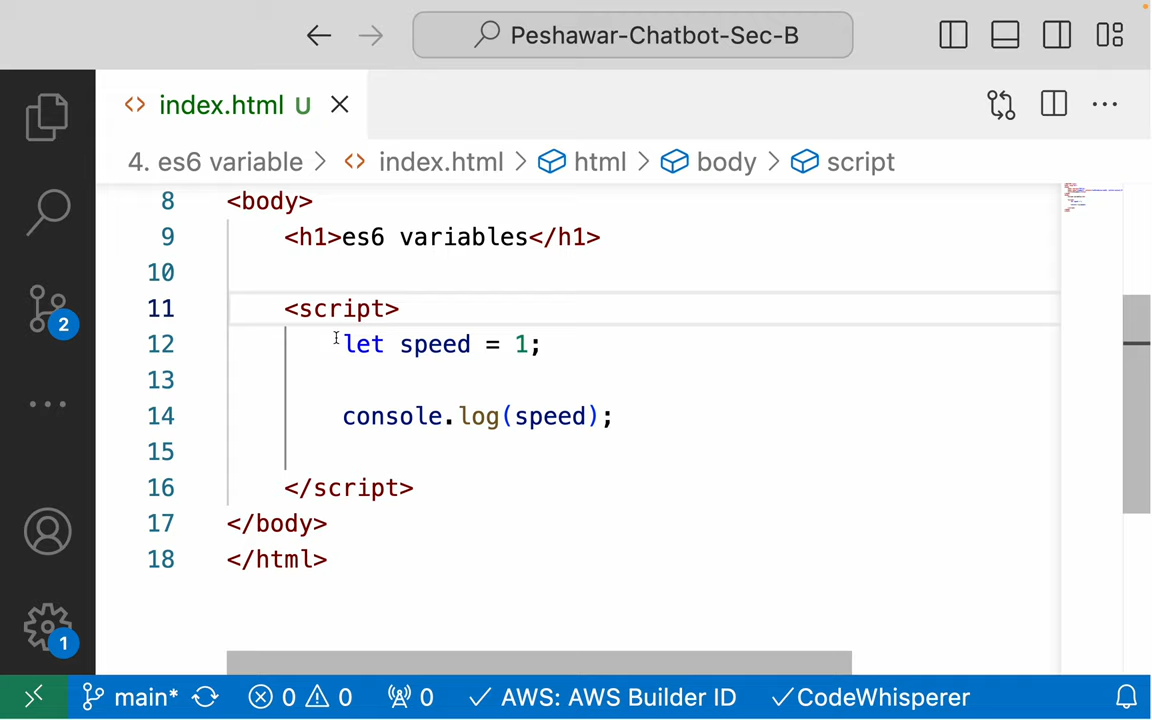 Peshawar-Chatbot-Sec-B
index.html U
4. es6 variable > index.html > html > body > script
8 <body>
9 <h1>es6 variables</h1>
10
11 <script>
12 let speed = 1;
13
14 console.log(speed);
15
16 </script>
17 </body>
18 </html>
2
1
main* 0 0 0 AWS: AWS Builder ID CodeWhisperer